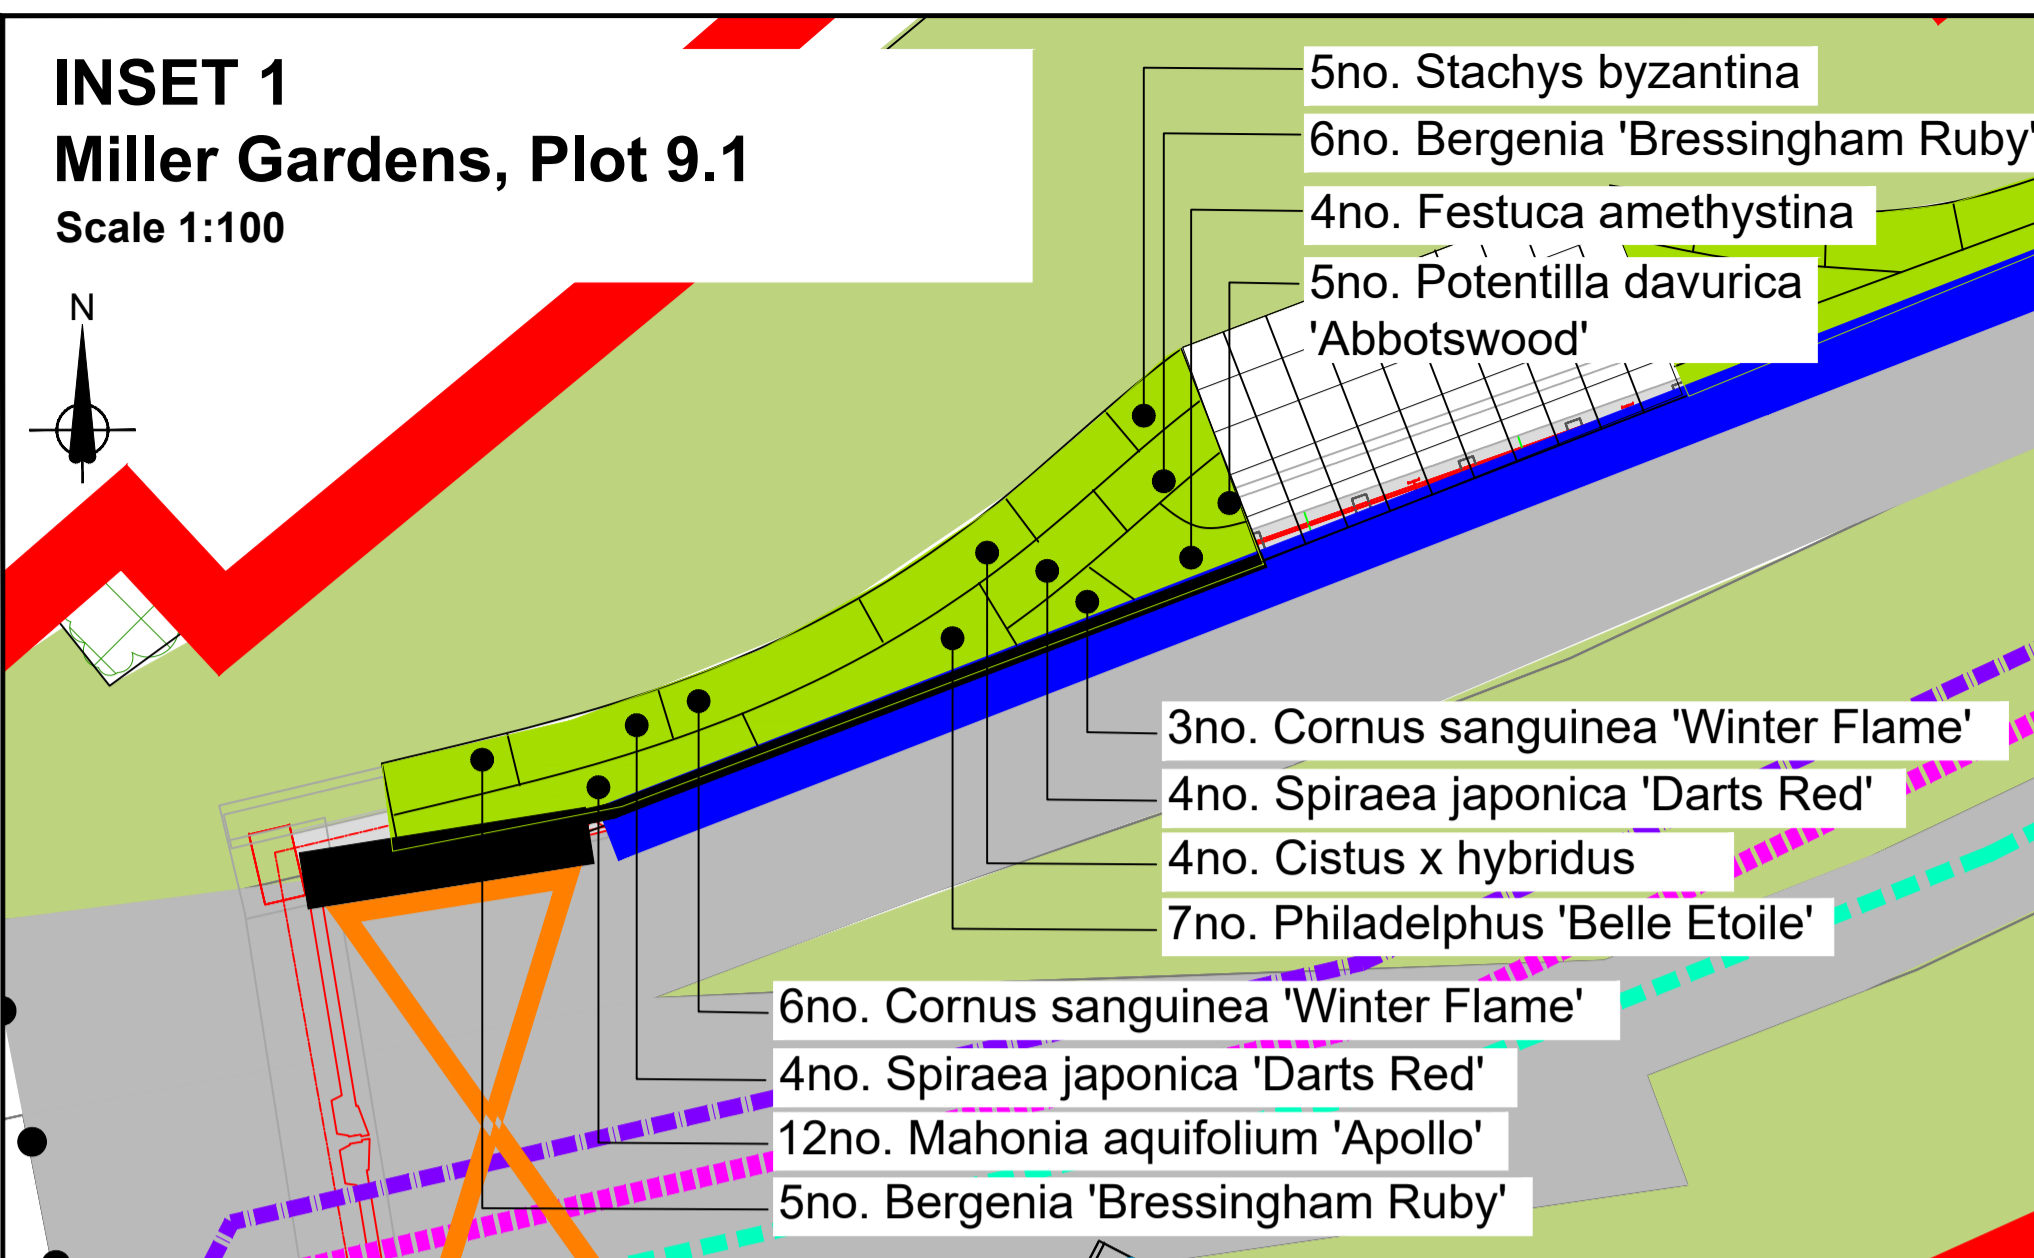 INSET 1
Miller Gardens, Plot 9.1
Scale 1:100
N
5no. Stachys byzantina
6no. Bergenia 'Bressingham Ruby'
4no. Festuca amethystina
5no. Potentilla davurica
'Abbotswood'
3no. Cornus sanguinea 'Winter Flame'
4no. Spiraea japonica 'Darts Red'
4no. Cistus x hybridus
7no. Philadelphus 'Belle Etoile'
6no. Cornus sanguinea 'Winter Flame'
4no. Spiraea japonica 'Darts Red'
12no. Mahonia aquifolium 'Apollo'
5no. Bergenia 'Bressingham Ruby'